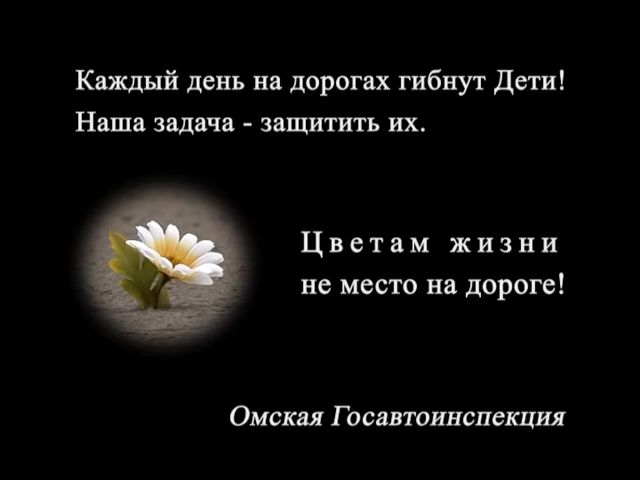 Каждый день на дорогах гибнут Дети!
Наша задача - защитить их.
Цветам жизни
не место на дороге!
Омская Госавтоинспекция